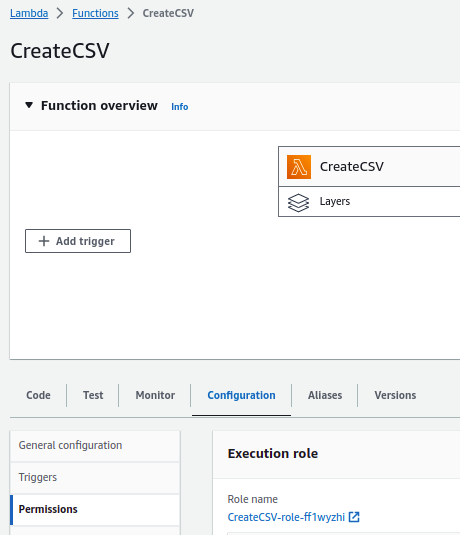 Lambda > Functions > CreateCSV
CreateCSV
Function overview Info
CreateCSV
Layers
+ Add trigger
Code Test Monitor Configuration Aliases Versions
General configuration
Triggers
Permissions
Execution role
Role name
CreateCSV-role-ff1wyzhi